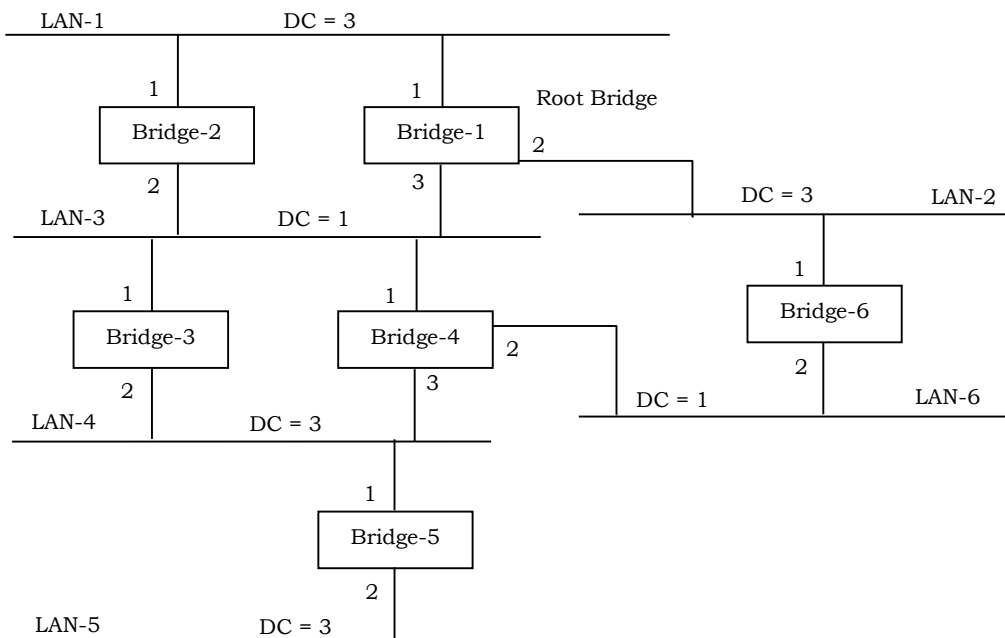 LAN-1 DC = 3
1 1 Root Bridge
Bridge-2 Bridge-1
2
2 3
LAN-3 DC = 1 DC = 3 LAN-2
1 1 1
Bridge-3 Bridge-4 Bridge-6
2
2 3 2
LAN-4 DC = 3 DC = 1 LAN-6
1
Bridge-5
2
LAN-5 DC = 3